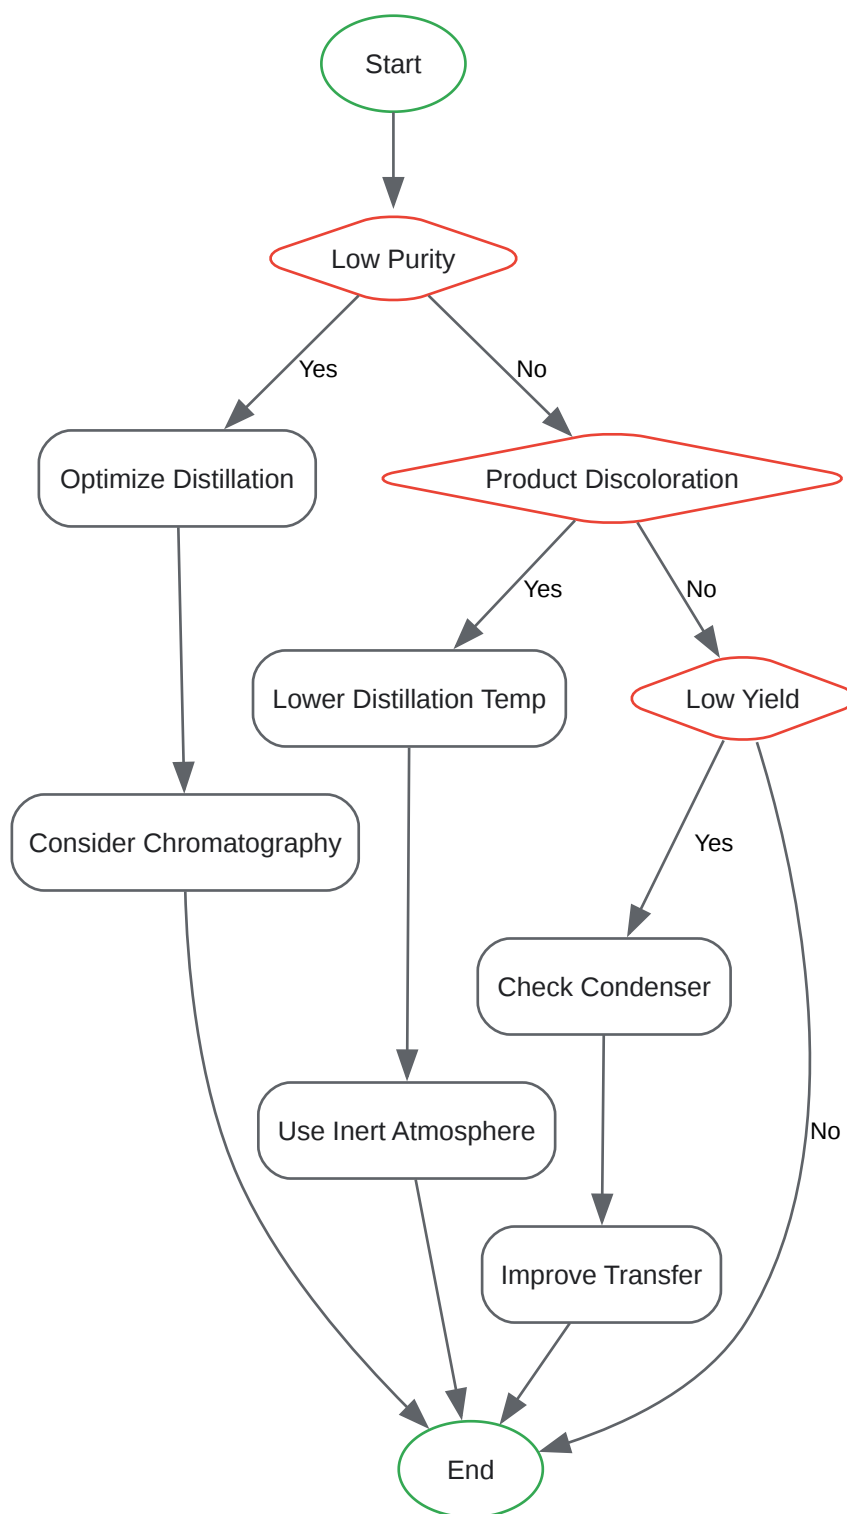 Start
Low Purity
Yes
No
Optimize Distillation
Product Discoloration
Yes
No
Lower Distillation Temp
Low Yield
Consider Chromatography
Yes
Check Condenser
Use Inert Atmosphere
No
Improve Transfer
End